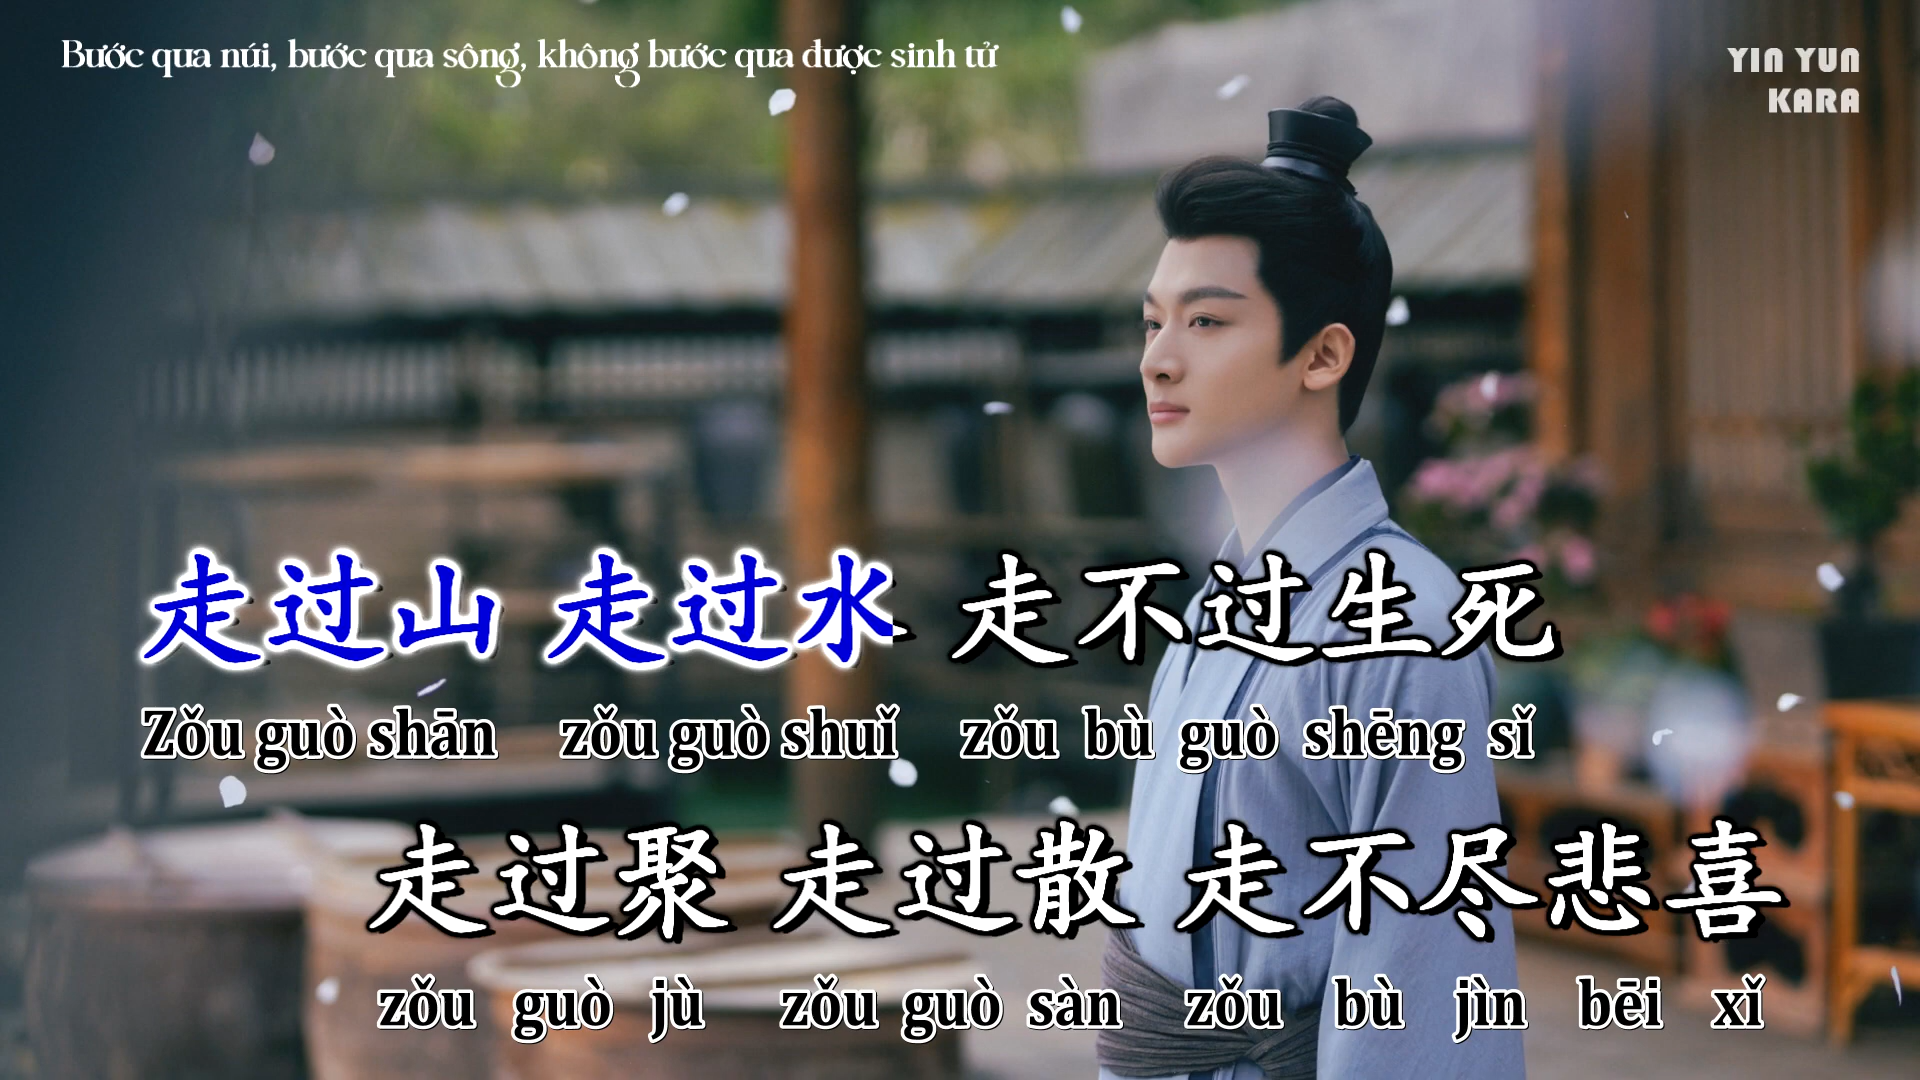 Bước qua núi, bước qua sông, không bước qua được sinh tử
YIN YUN
KARA
走过山 走过水 走不过生死
Zǒu guò shān zǒu guò shuǐ zǒu bù guò shēng sǐ
走过聚 走过散 走不尽悲喜
zǒu guò jù zǒu guò sàn zǒu bù jìn bēi xǐ